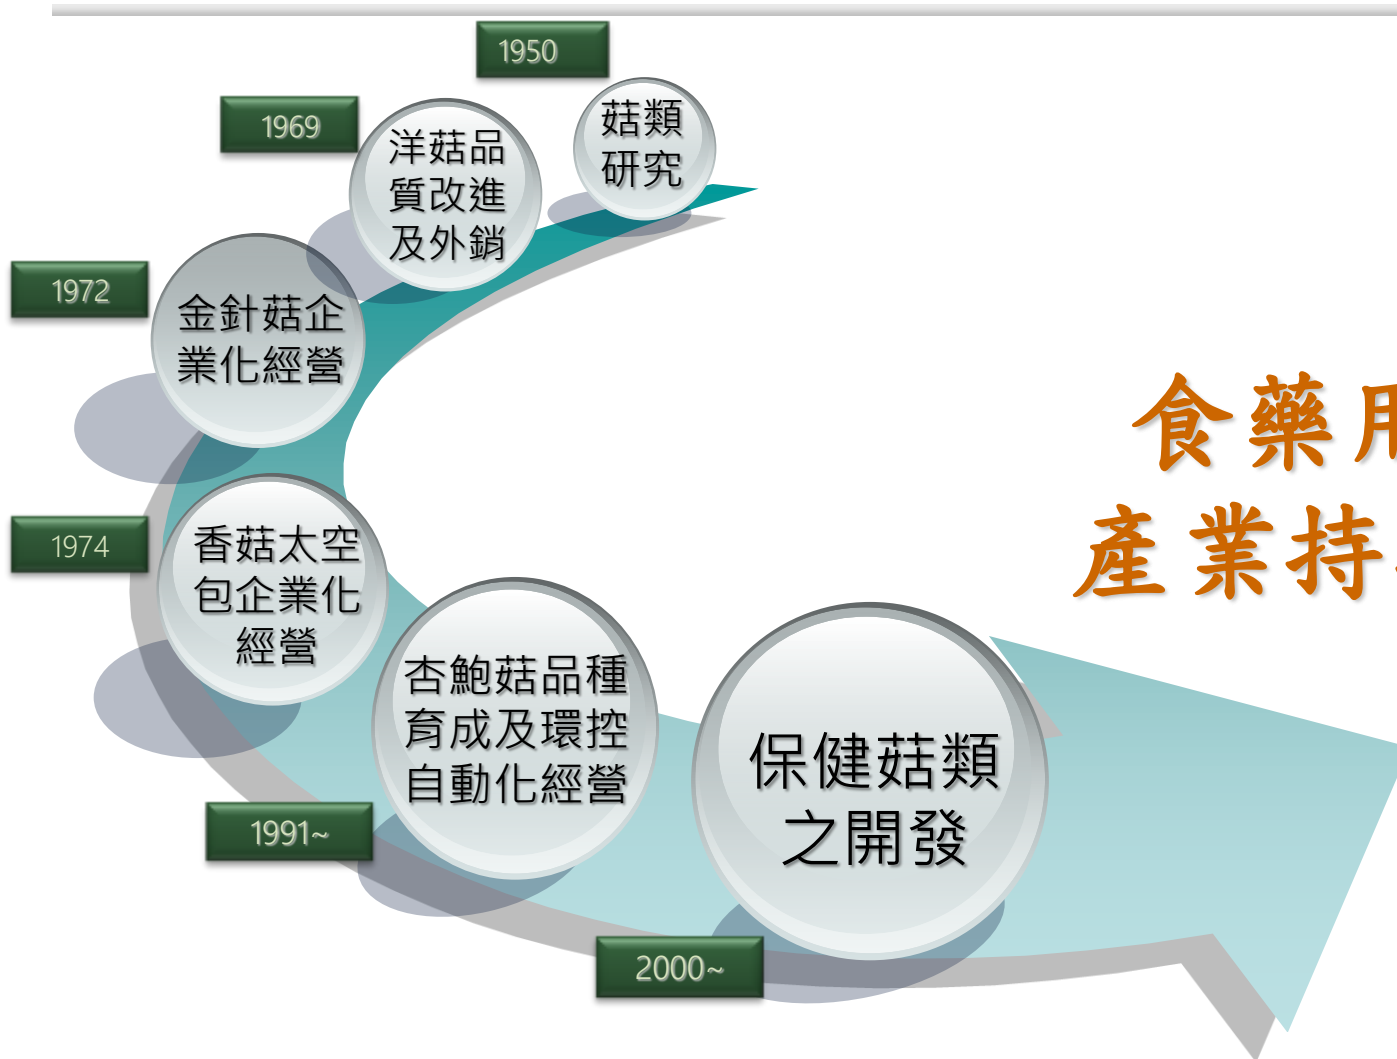 1950
菇類
研究
1969
洋菇品
質改進
及外銷
1972
金針菇企
業化經營
1974
香菇太空
包企業化
經營
1991~
杏鮑菇品種
育成及環控
自動化經營
2000~
保健菇類
之開發
食藥用
產業持